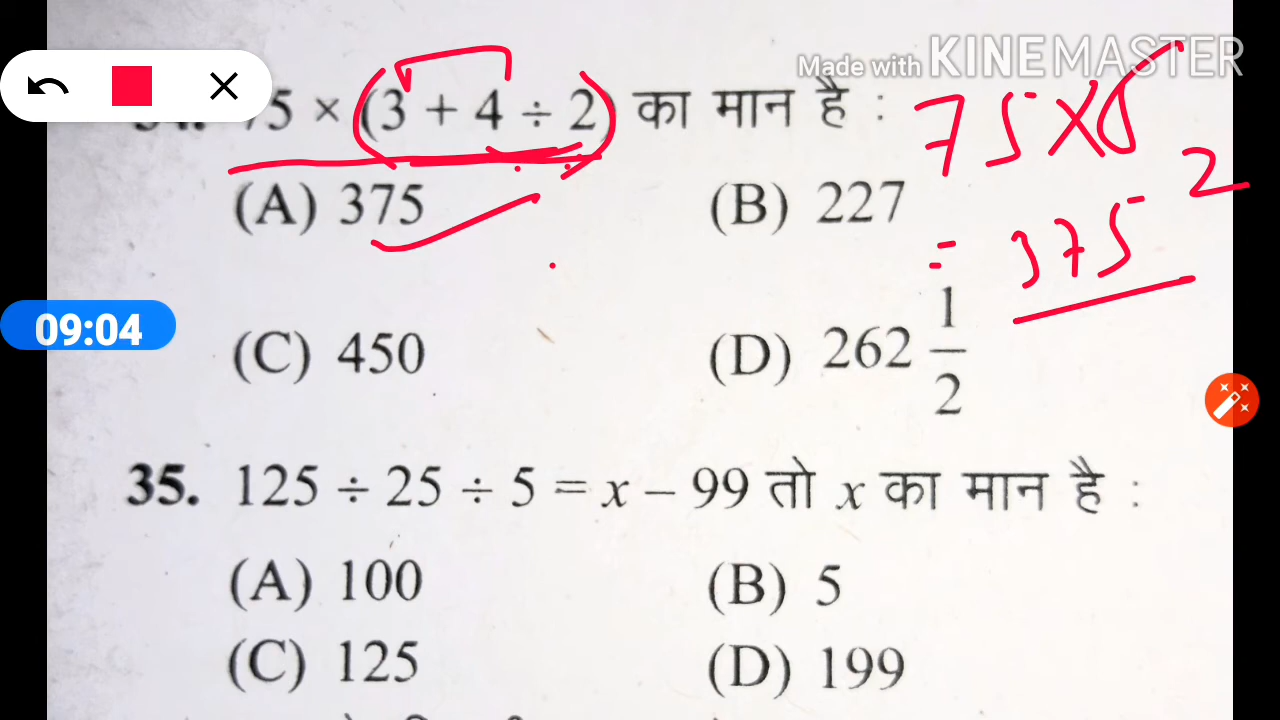 Made with KINEMASTER
75 × (3 + 4 ÷ 2) का मान है :
75 ×
2
(A) 375 (B) 227
= 375
09:04
(C) 450 (D) 262 1/2
35. 125 ÷ 25 ÷ 5 = x – 99 तो x का मान है :
(A) 100 (B) 5
(C) 125 (D) 199